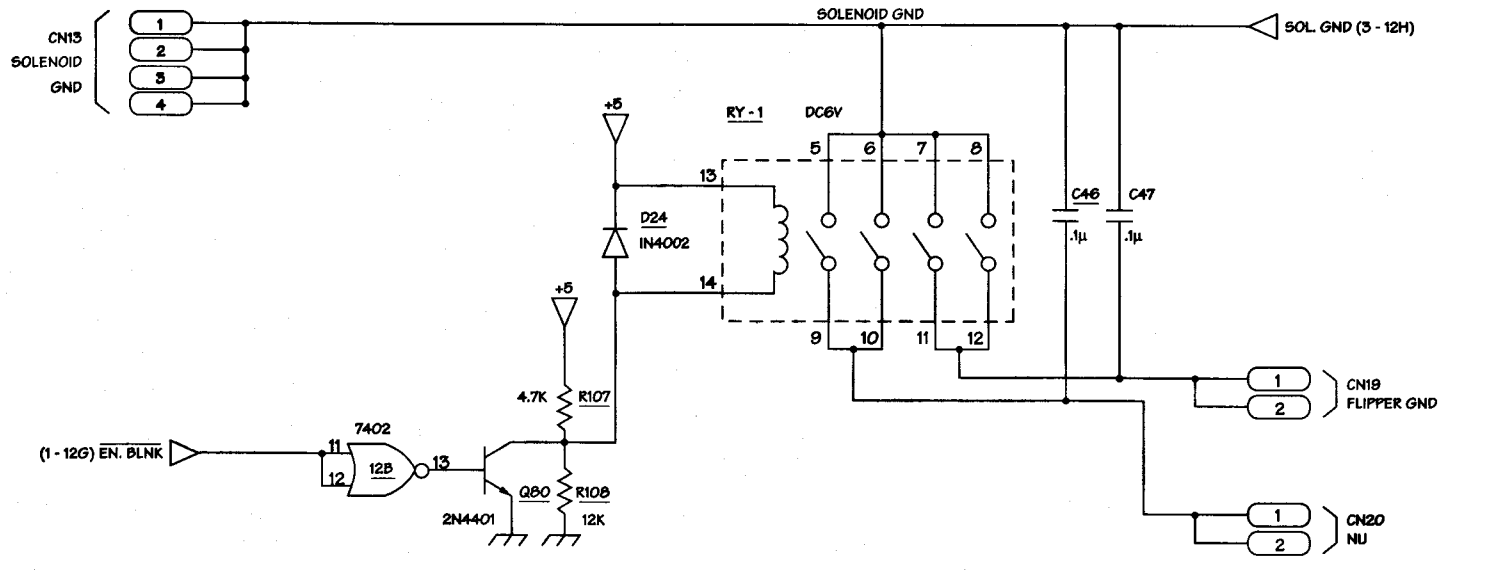 SOLENOID GND
SOL. GND (3 - 12H)
CN13
SOLENOID
GND
1
2
3
4
+5
RY - 1
DC6V
5
6
7
8
13
14
D24
IN4002
C46
.1µ
C47
.1µ
9
10
11
12
+5
4.7K
R107
7402
(1 - 12G) EN. BLNK
11
12
12B
13
Q80
2N4401
R108
12K
1
2
CN19
FLIPPER GND
1
2
CN20
NU